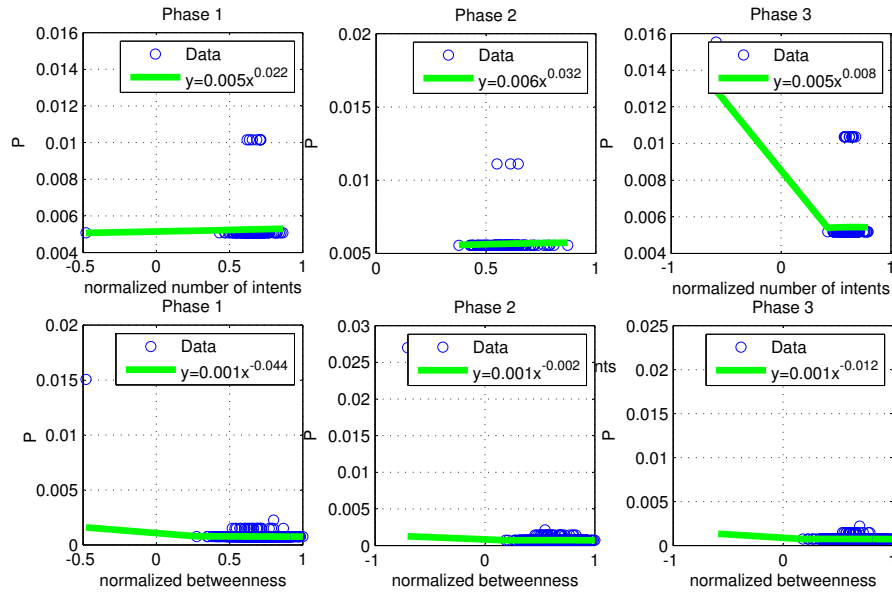 Phase 1
0.016
0.014
0.012
0.01
0.008
0.006
0.004
P
-0.5
0
0.5
1
normalized number of intents
Data
y=0.005x^0.022
Phase 2
0.02
0.015
0.01
0.005
P
0
0.5
1
Data
y=0.006x^0.032
Phase 3
0.016
0.014
0.012
0.01
0.008
0.006
0.004
-1
0
1
normalized number of intents
Data
y=0.005x^0.008
Phase 1
0.02
0.015
0.01
0.005
0
P
-0.5
0
0.5
1
normalized betweenness
Data
y=0.001x^-0.044
Phase 2
0.03
0.025
0.02
0.015
0.01
0.005
0
P
-1
0
1
normalized betweenness
Data
y=0.001x^-0.002
nts
Phase 3
0.025
0.02
0.015
0.01
0.005
0
P
-1
0
1
normalized betweenness
Data
y=0.001x^-0.012